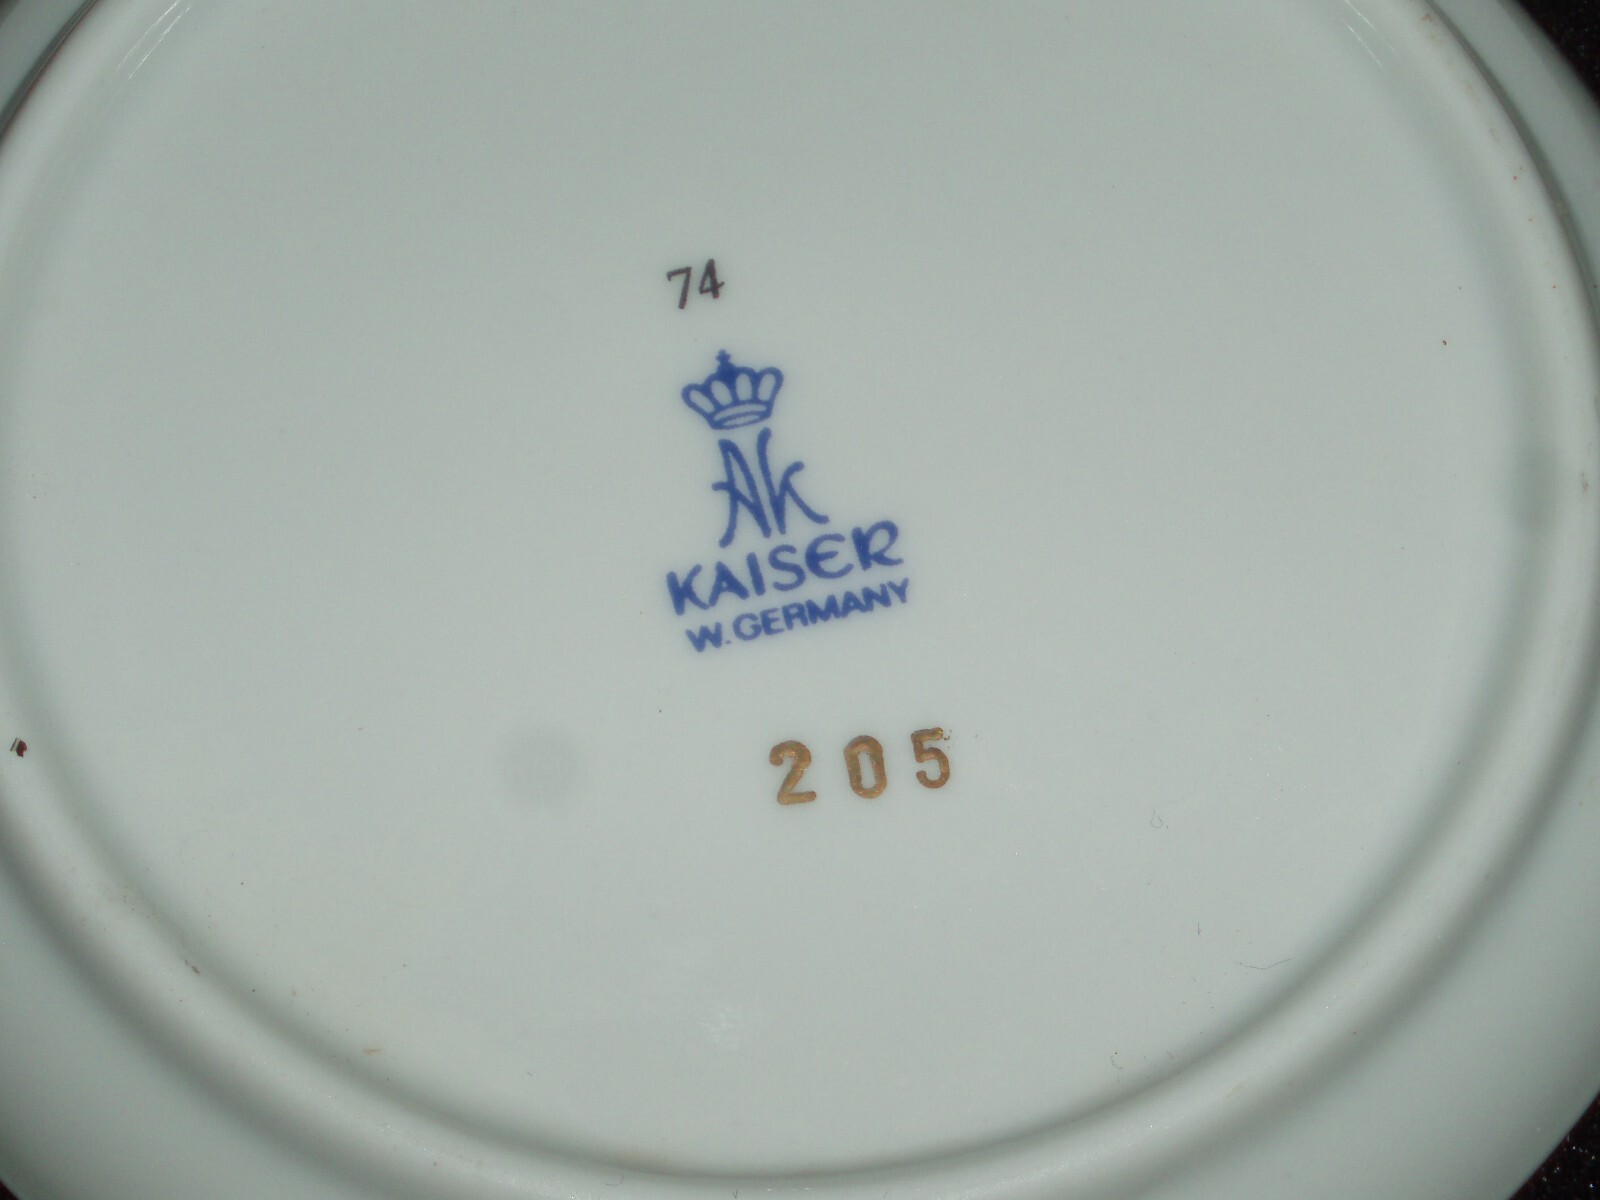 74
AK
KAISER
W. GERMANY
205